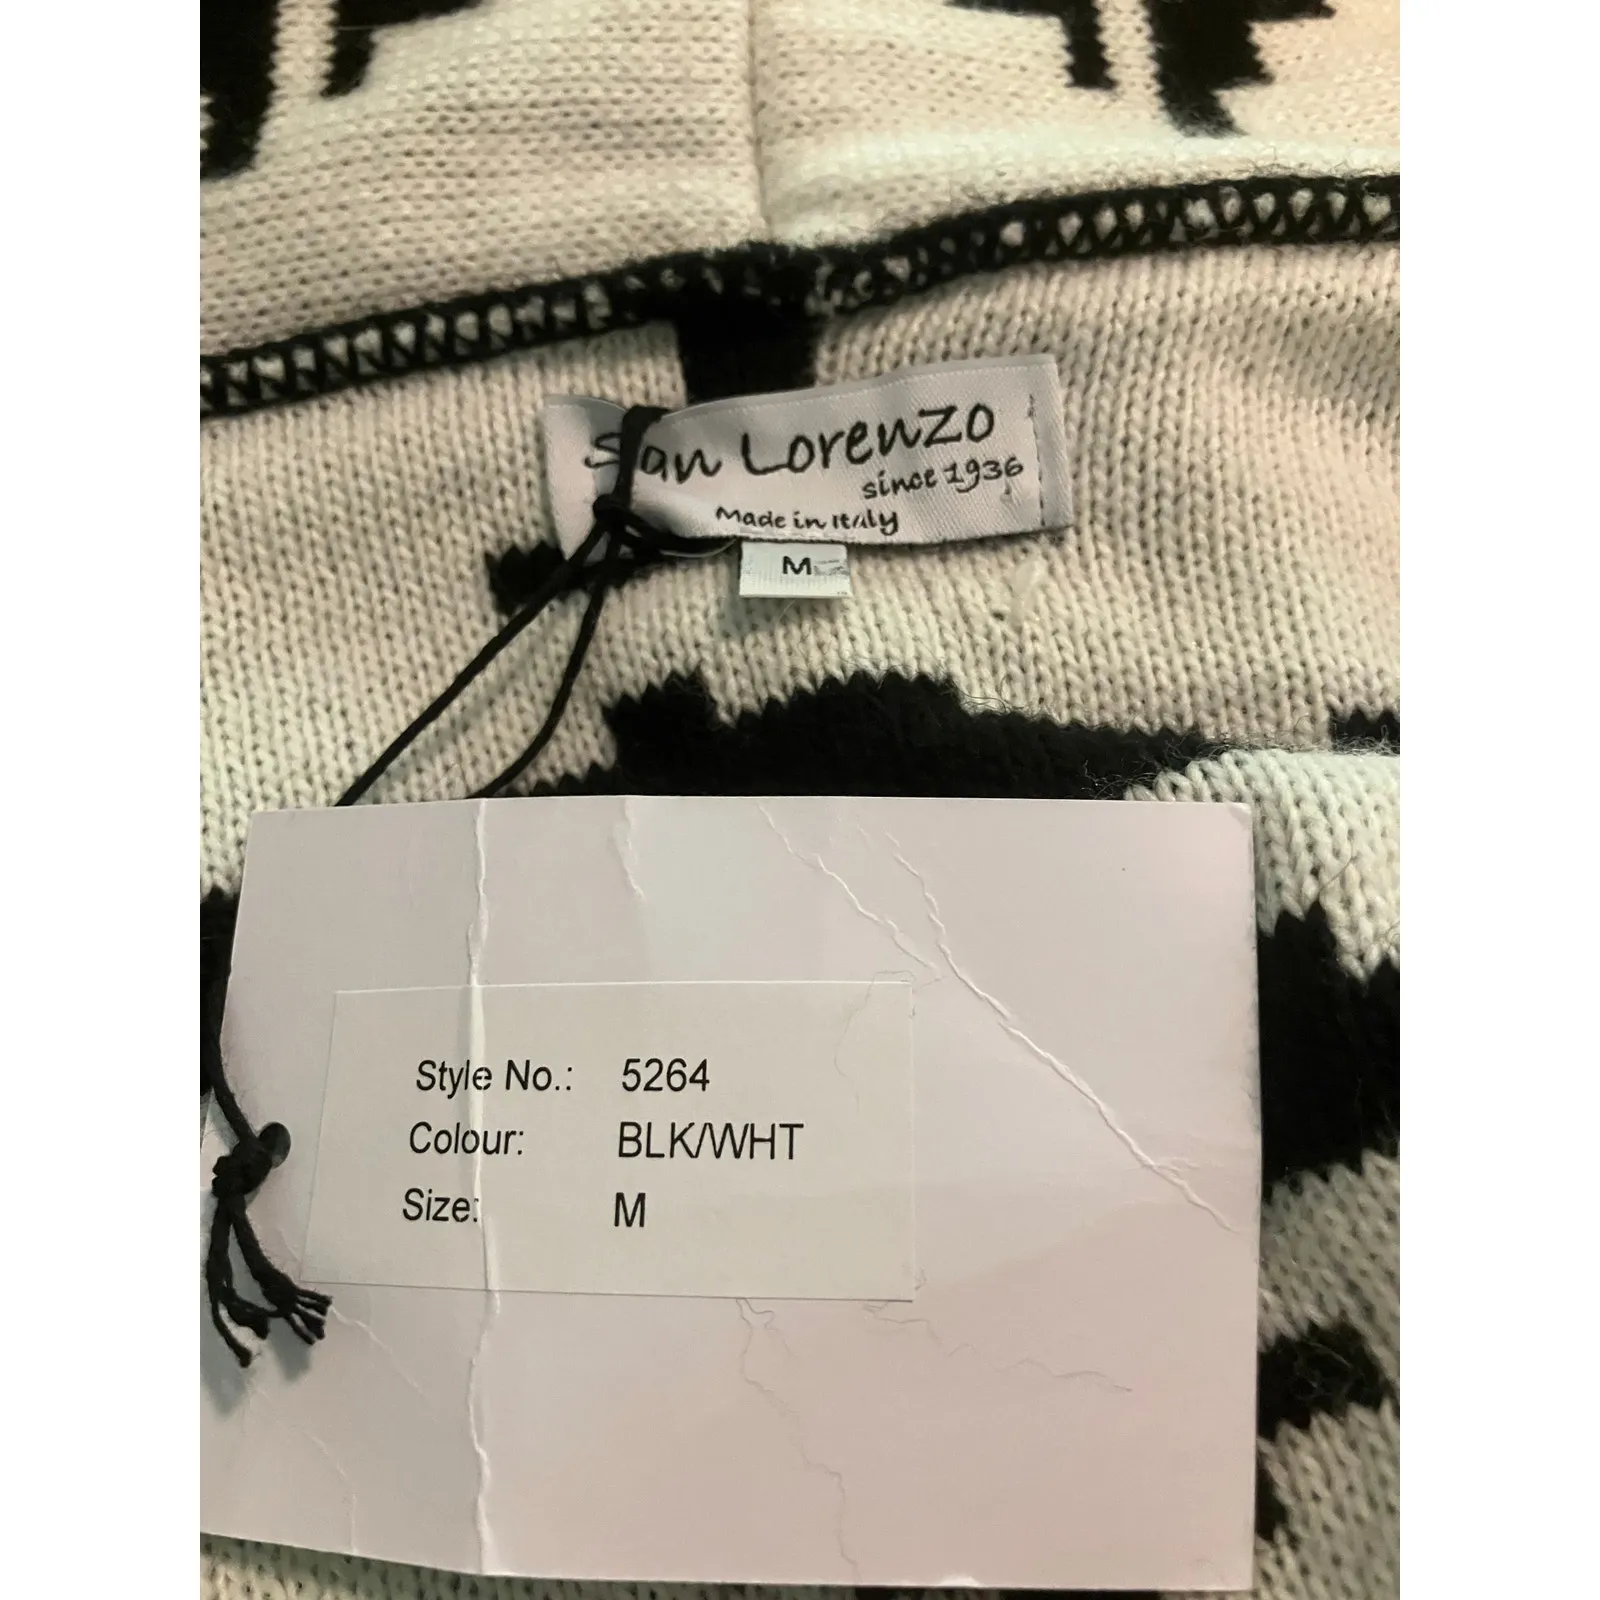 San Lorenzo
since 1936
Made in Italy
M
Style No.: 5264
Colour: BLK/WHT
Size: M